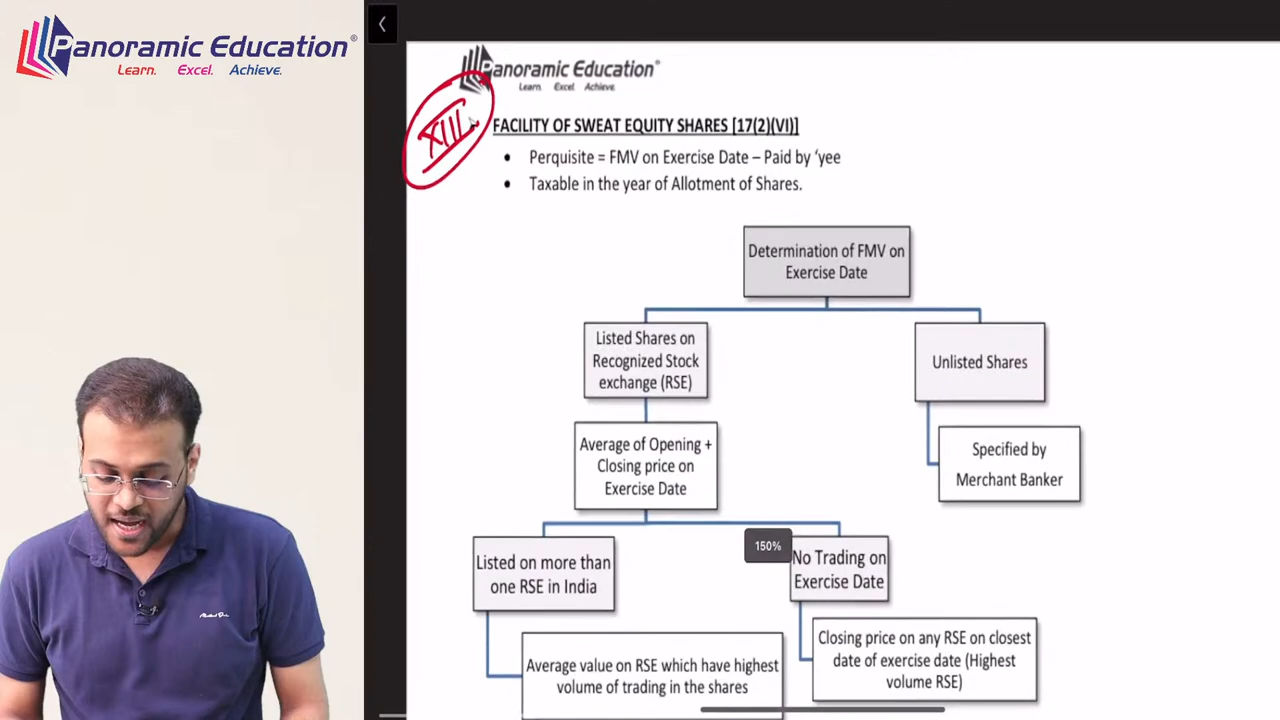 Panoramic Education®
Learn. Excel. Achieve.
Panoramic Education®
Learn. Excel. Achieve.
XIII
FACILITY OF SWEAT EQUITY SHARES [17(2)(VI)]
• Perquisite = FMV on Exercise Date – Paid by ‘yee
• Taxable in the year of Allotment of Shares.
Determination of FMV on
Exercise Date
Listed Shares on
Recognized Stock
exchange (RSE)
Unlisted Shares
Average of Opening +
Closing price on
Exercise Date
Specified by
Merchant Banker
150%
Listed on more than
one RSE in India
No Trading on
Exercise Date
Average value on RSE which have highest
volume of trading in the shares
Closing price on any RSE on closest
date of exercise date (Highest
volume RSE)